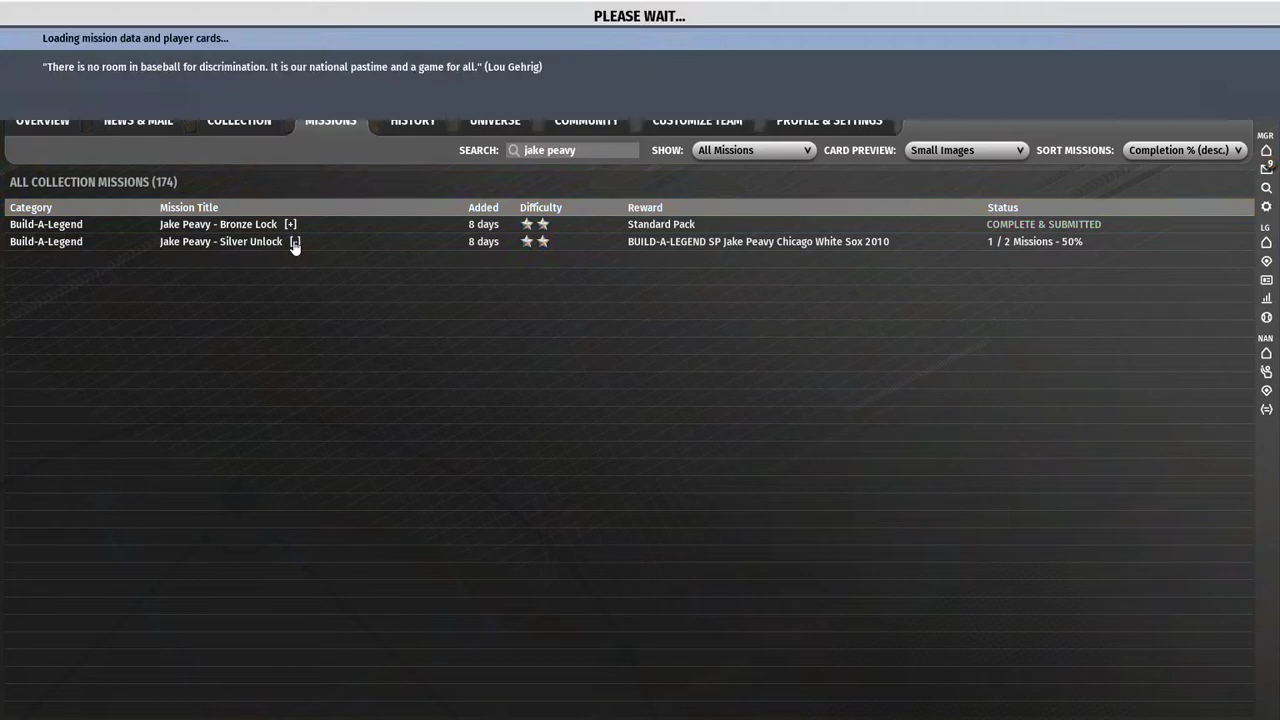 PLEASE WAIT...
Loading mission data and player cards...
"There is no room in baseball for discrimination. It is our national pastime and a game for all." (Lou Gehrig)
OVERVIEW NEWS & MAIL COLLECTION MISSIONS HISTORY UNIVERSE COMMUNITY CUSTOMIZE TEAM PROFILE & SETTINGS
SEARCH: jake peavy SHOW: All Missions CARD PREVIEW: Small Images SORT MISSIONS: Completion % (desc.)
ALL COLLECTION MISSIONS (174)
Category Mission Title Added Difficulty Reward Status
Build-A-Legend Jake Peavy - Bronze Lock [+] 8 days Standard Pack COMPLETE & SUBMITTED
Build-A-Legend Jake Peavy - Silver Unlock 8 days BUILD-A-LEGEND SP Jake Peavy Chicago White Sox 2010 1 / 2 Missions - 50%
MGR
9
LG
NAN